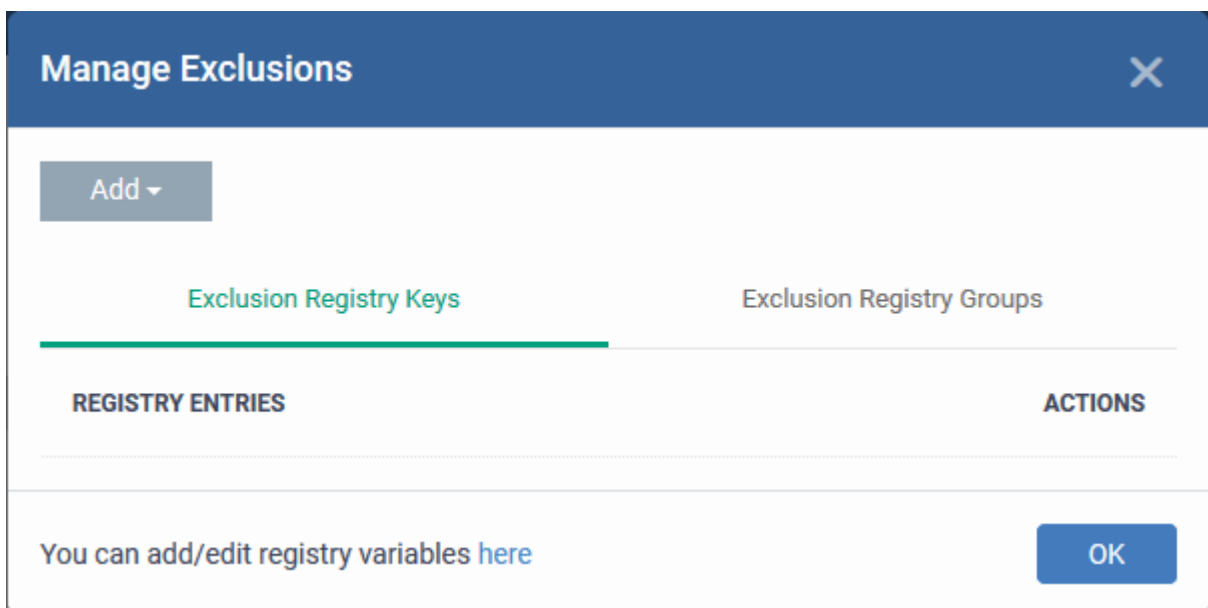 Manage Exclusions
Add
Exclusion Registry Keys
Exclusion Registry Groups
REGISTRY ENTRIES
ACTIONS
You can add/edit registry variables here
OK